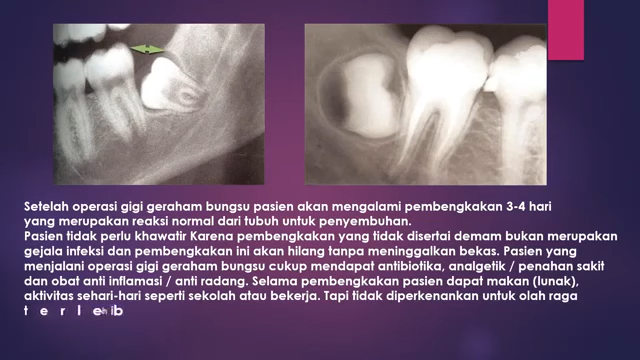 Setelah operasi gigi geraham bungsu pasien akan mengalami pembengkakan 3-4 hari
yang merupakan reaksi normal dari tubuh untuk penyembuhan.
Pasien tidak perlu khawatir Karena pembengkakan yang tidak disertai demam bukan merupakan
gejala infeksi dan pembengkakan ini akan hilang tanpa meninggalkan bekas. Pasien yang
menjalani operasi gigi geraham bungsu cukup mendapat antibiotika, analgetik / penahan sakit
dan obat anti inflamasi / anti radang. Selama pembengkakan pasien dapat makan (lunak),
aktivitas sehari-hari seperti sekolah atau bekerja. Tapi tidak diperkenankan untuk olah raga